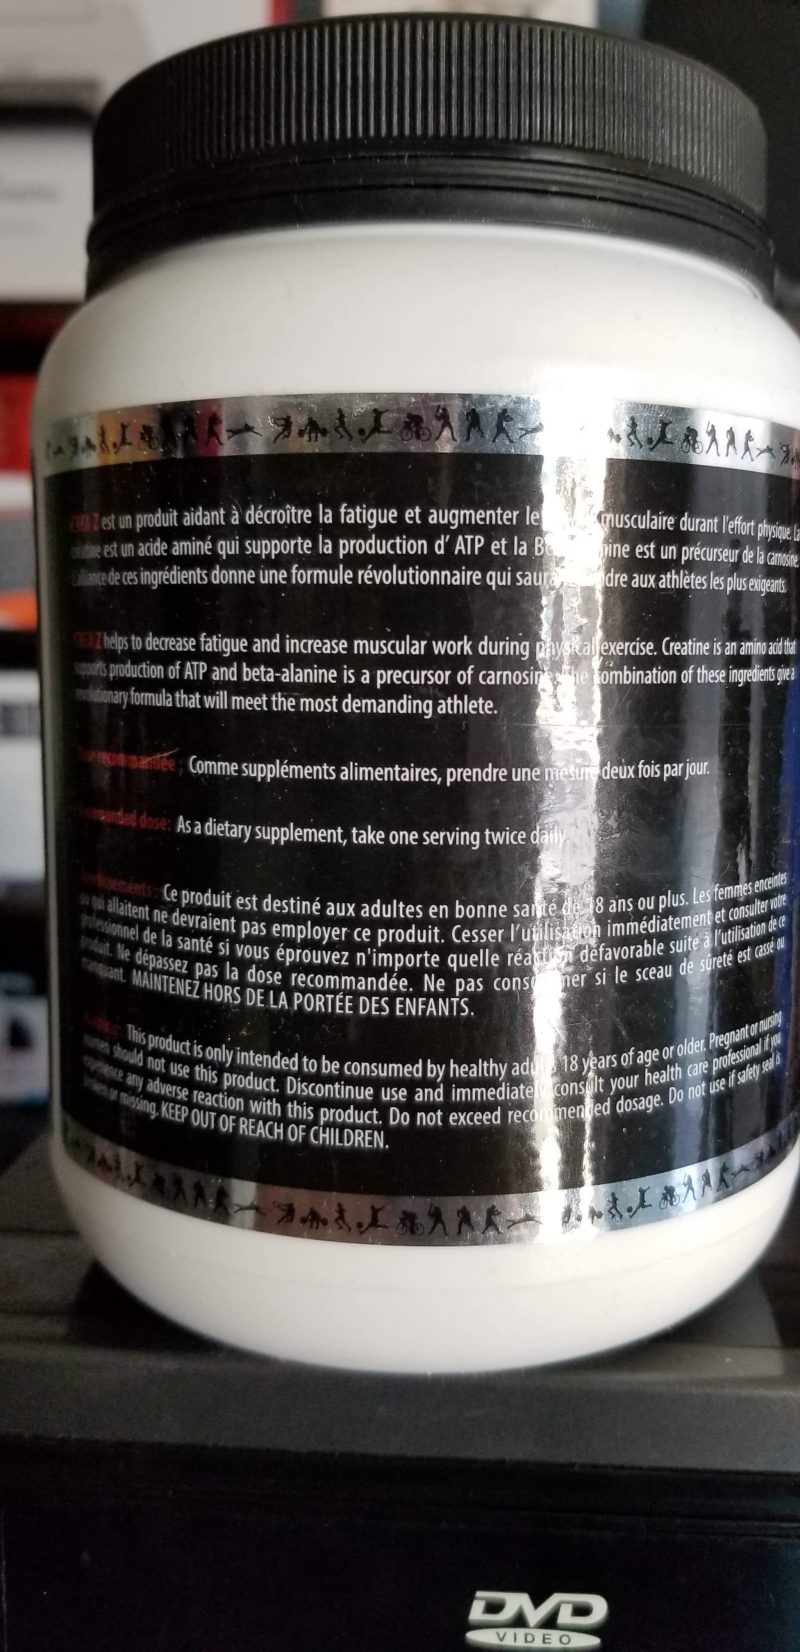 est un produit aidant à décroître la fatigue et augmenter le musculaire durant l'effort physique. La
créatine est un acide aminé qui supporte la production d' ATP et la est un précurseur de la carnosine.
L'alliance de ces ingrédients donne une formule révolutionnaire qui aux athlètes les plus exigeants.
CREA Z helps to decrease fatigue and increase muscular work during physical exercise. Creatine is an amino acid that
supports production of ATP and beta-alanine is a precursor of carnosine. The combination of these ingredients give a
revolutionary formula that will meet the most demanding athlete.
recommandée : Comme suppléments alimentaires, prendre une mesure deux fois par jour.
dose: As a dietary supplement, take one serving twice daily
Avertissements : Ce produit est destiné aux adultes en bonne santé de 18 ans ou plus. Les femmes enceintes
ou qui allaitent ne devraient pas employer ce produit. Cesser l'utilisation immédiatement et consulter votre
professionnel de la santé si vous éprouvez n'importe quelle réaction défavorable suite à l'utilisation de ce
produit. Ne dépassez pas la dose recommandée. Ne pas consommer si le sceau de sûreté est cassé ou
manquant. MAINTENEZ HORS DE LA PORTÉE DES ENFANTS.
This product is only intended to be consumed by healthy adults 18 years of age or older. Pregnant or nursing
women should not use this product. Discontinue use and immediately consult your health care professional if you
experience any adverse reaction with this product. Do not exceed recommended dosage. Do not use if safety seal is
broken or missing. KEEP OUT OF REACH OF CHILDREN.
DVD
VIDEO